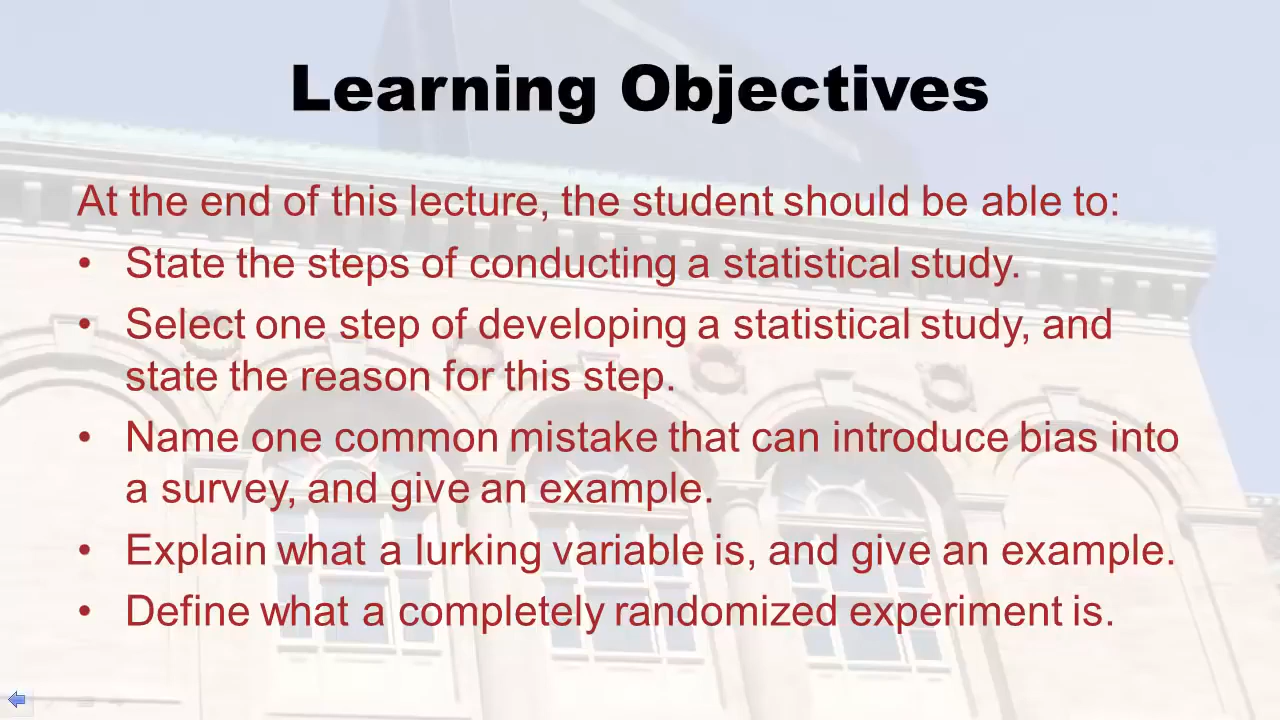 Learning Objectives
At the end of this lecture, the student should be able to:
• State the steps of conducting a statistical study.
• Select one step of developing a statistical study, and
state the reason for this step.
• Name one common mistake that can introduce bias into
a survey, and give an example.
• Explain what a lurking variable is, and give an example.
• Define what a completely randomized experiment is.